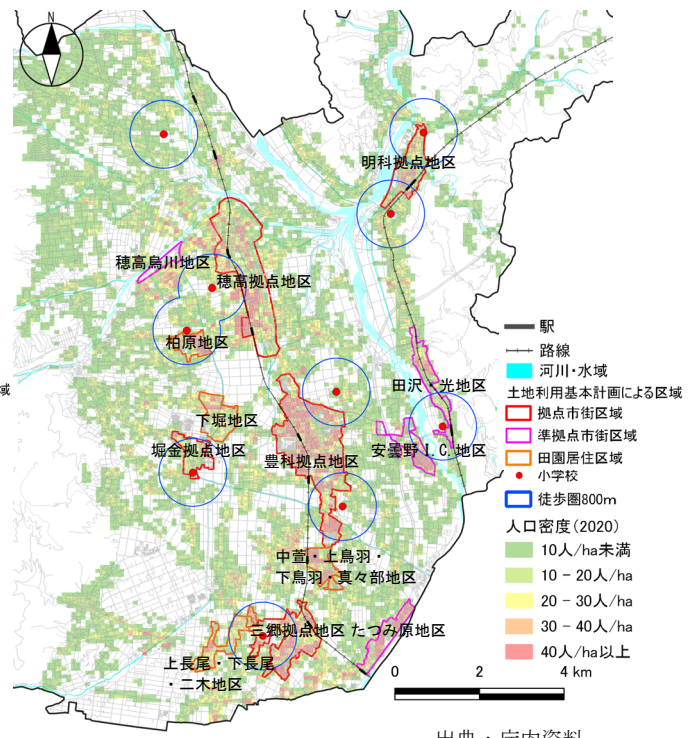 N
明科拠点地区
穂高烏川地区
穂高拠点地区
柏原地区
域
田沢・光地区
下堀地区
堀金拠点地区
豊科拠点地区
安曇野I.C.地区
中萱・上鳥羽・
下鳥羽・真々部地区
三郷拠点地区
たつみ原地区
上長尾・下長尾
・二木地区
駅
路線
河川・水域
土地利用基本計画による区域
拠点市街区域
準拠点市街区域
田園居住区域
小学校
徒歩圏800m
人口密度(2020)
10人/ha未満
10 - 20人/ha
20 - 30人/ha
30 - 40人/ha
40人/ha以上
0 2 4 km
出典・庁内資料